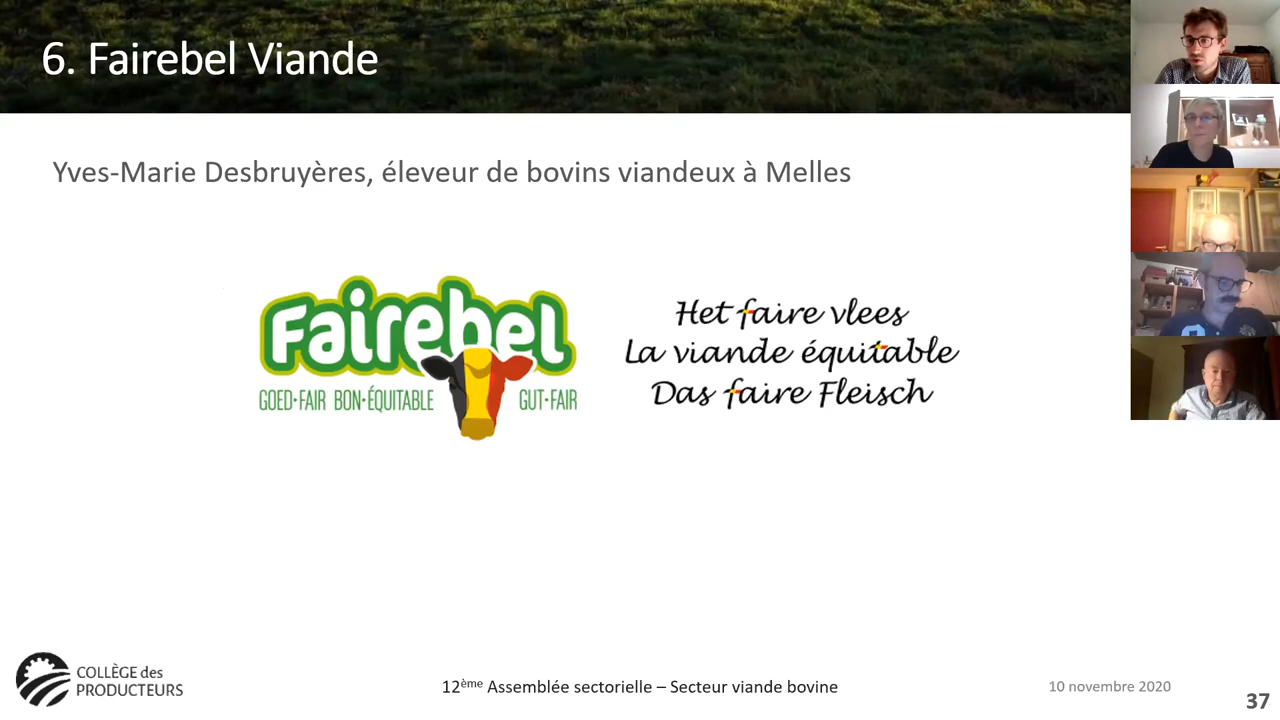 6. Fairebel Viande
Yves-Marie Desbruyères, éleveur de bovins viandeux à Melles
Fairebel
GOED•FAIR BON•ÉQUITABLE GUT•FAIR
Het faire vlees
La viande équitable
Das faire Fleisch
COLLÈGE des
PRODUCTEURS
12ème Assemblée sectorielle – Secteur viande bovine
10 novembre 2020
37